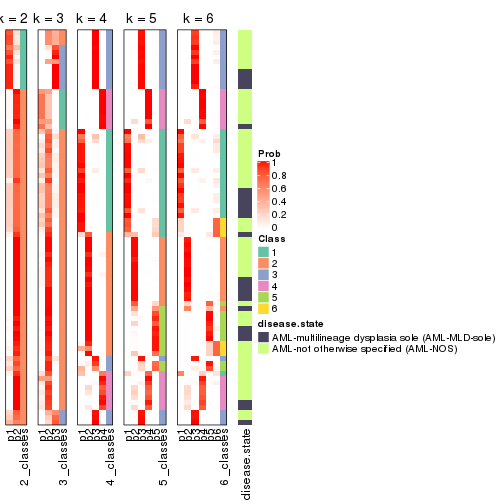 k = 2 k = 3 k = 4 k = 5 k = 6
Prob
1
0.8
0.6
0.4
0.2
0
Class
1
2
3
4
5
6
disease.state
AML-multilineage dysplasia sole (AML-MLD-sole)
AML-not otherwise specified (AML-NOS)
p1
p2
2_classes
p1
p2
p3
3_classes
p1
p2
p3
p4
4_classes
p1
p2
p3
p4
p5
5_classes
p1
p2
p3
p4
p5
p6
6_classes
disease.state